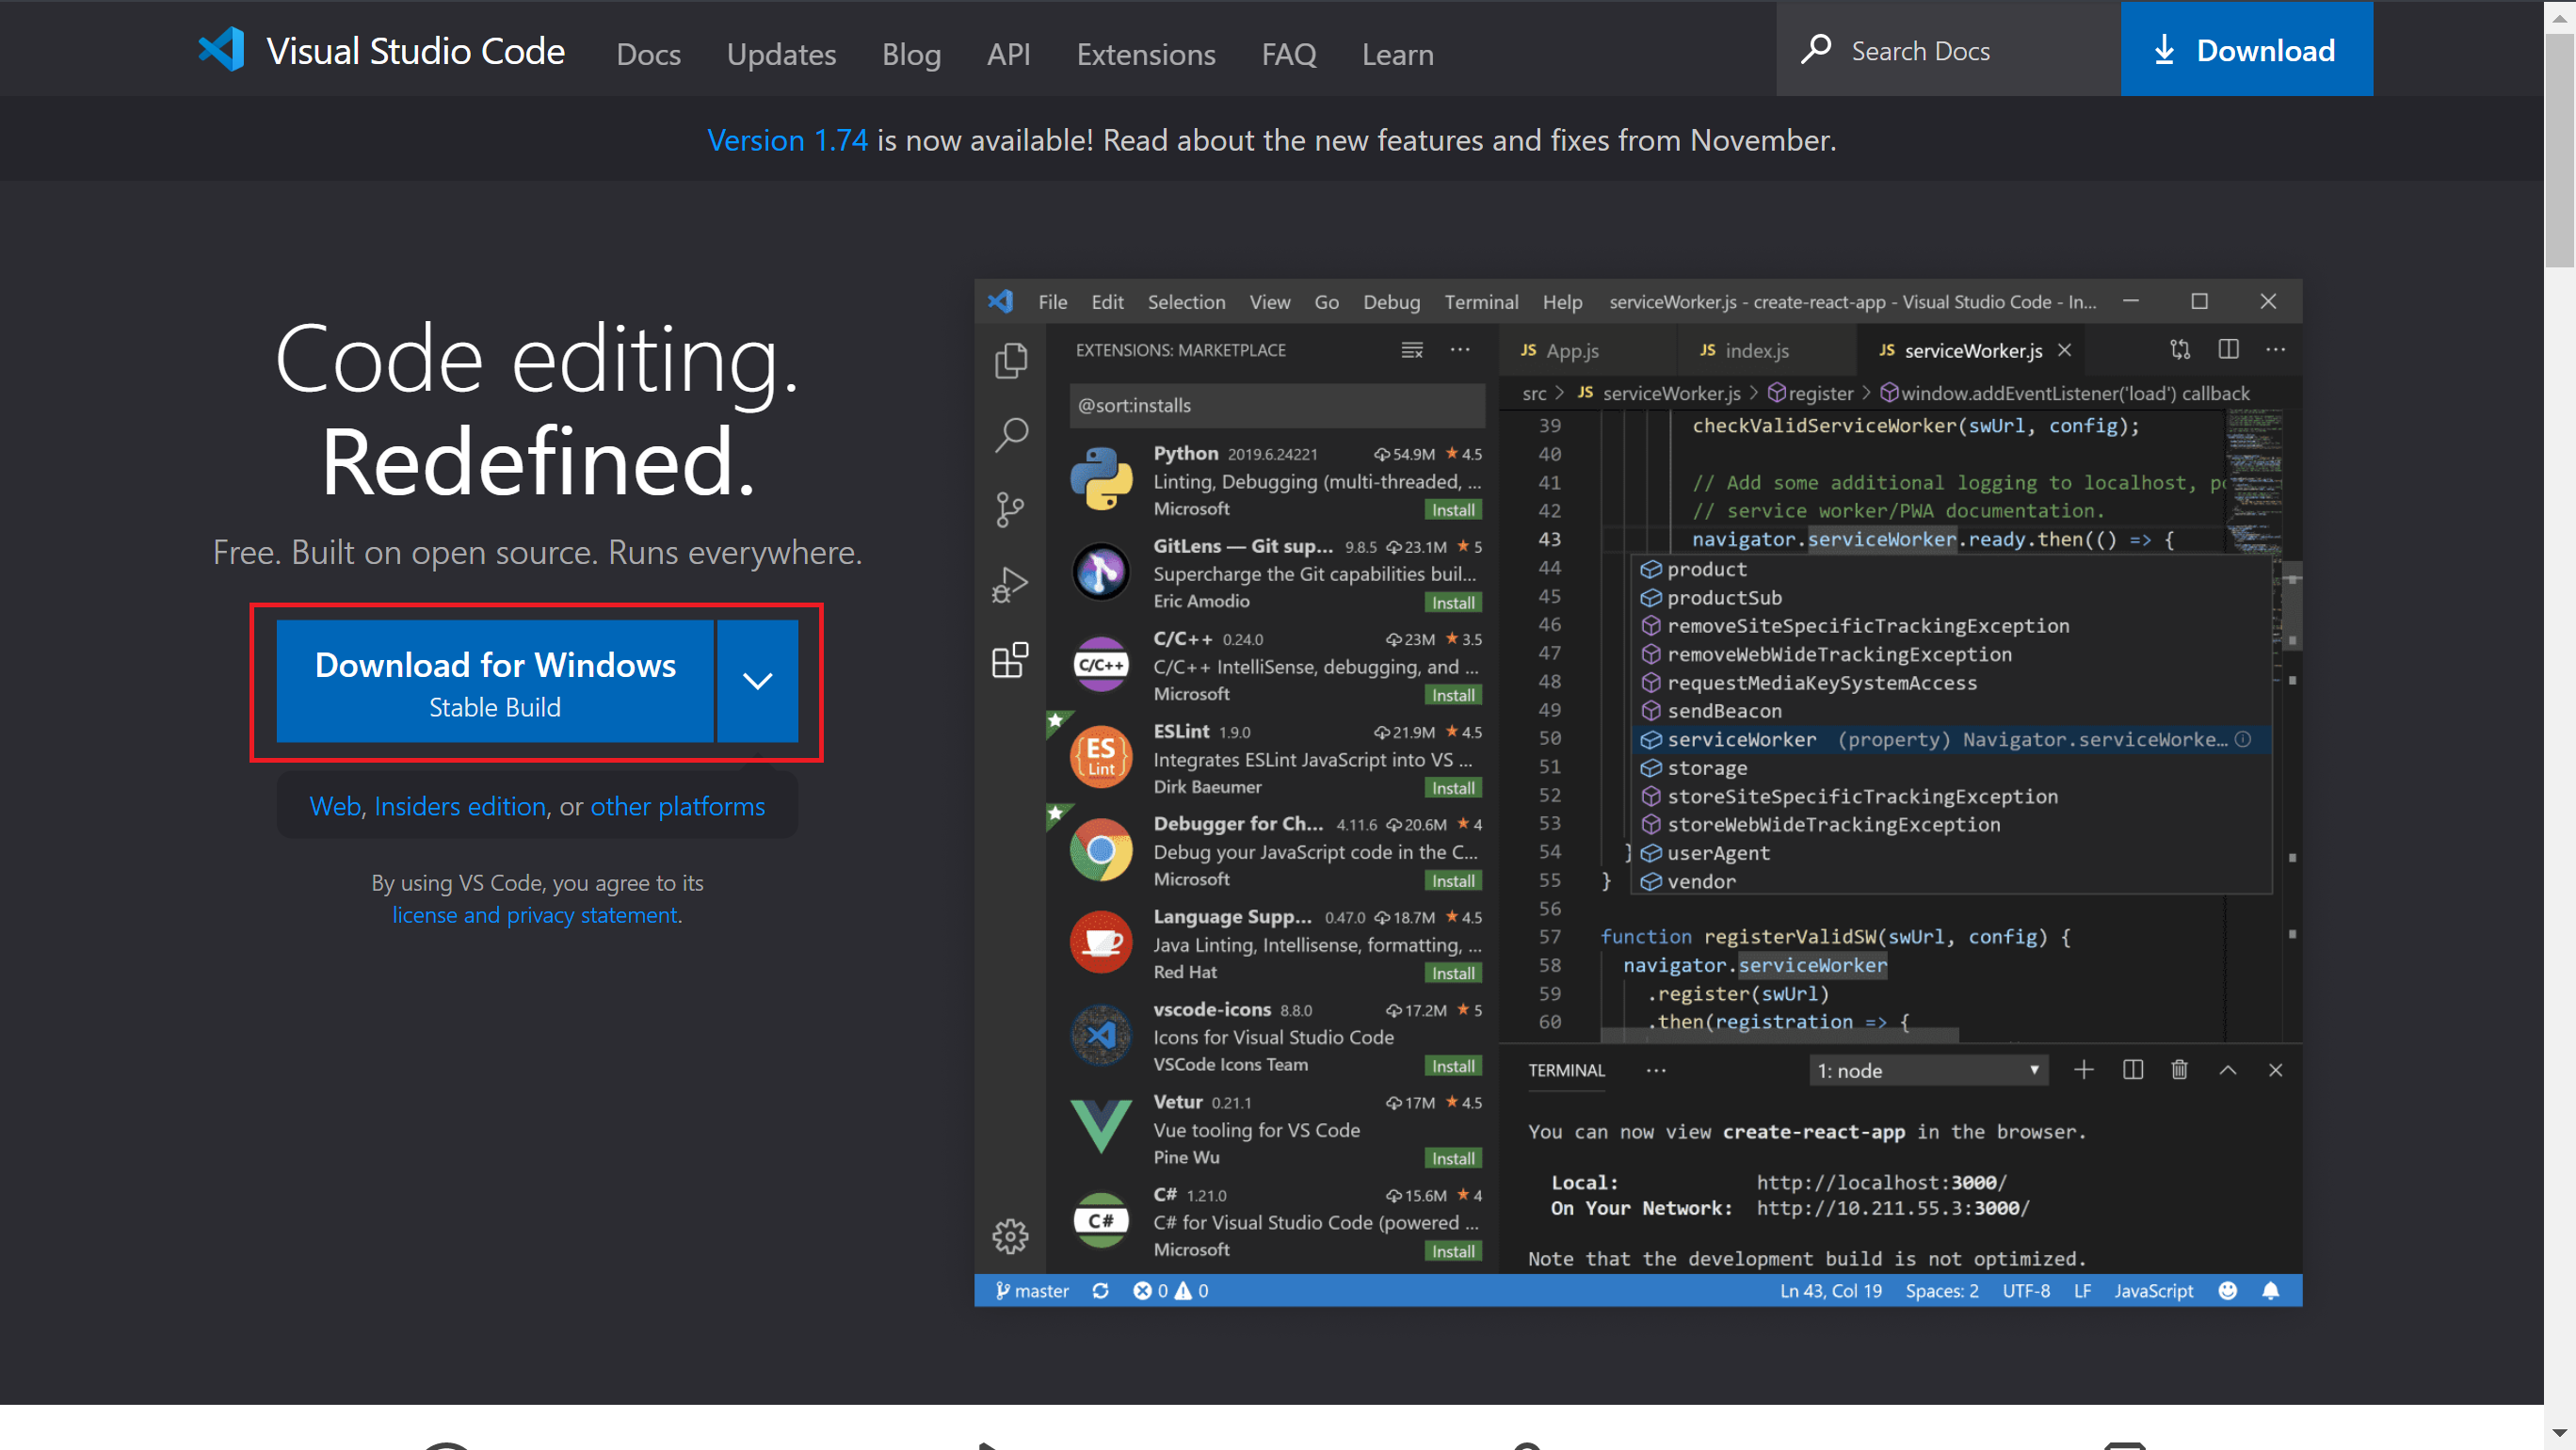 Visual Studio Code Docs Updates Blog API Extensions FAQ Learn Search Docs Download
Version 1.74 is now available! Read about the new features and fixes from November.
Code editing.
Redefined.
Free. Built on open source. Runs everywhere.
Download for Windows
Stable Build
Web, Insiders edition, or other platforms
By using VS Code, you agree to its
license and privacy statement.
File Edit Selection View Go Debug Terminal Help serviceWorker.js - create-react-app - Visual Studio Code - In...
EXTENSIONS: MARKETPLACE
@sort:installs
Python 2019.6.24221 54.9M 4.5
Linting, Debugging (multi-threaded, ...
Microsoft Install
GitLens — Git sup... 9.8.5 23.1M 5
Supercharge the Git capabilities buil...
Eric Amodio Install
C/C++
C/C++ 0.24.0 23M 3.5
C/C++ IntelliSense, debugging, and ...
Microsoft Install
ES
Lint
ESLint 1.9.0 21.9M 4.5
Integrates ESLint JavaScript into VS ...
Dirk Baeumer Install
Debugger for Ch... 4.11.6 20.6M 4
Debug your JavaScript code in the C...
Microsoft Install
Language Supp... 0.47.0 18.7M 4.5
Java Linting, Intellisense, formatting, ...
Red Hat Install
vscode-icons 8.8.0 17.2M 5
Icons for Visual Studio Code
VSCode Icons Team Install
Vetur 0.21.1 17M 4.5
Vue tooling for VS Code
Pine Wu Install
C#
C# 1.21.0 15.6M 4
C# for Visual Studio Code (powered ...
Microsoft Install
JS App.js JS index.js JS serviceWorker.js
src > JS serviceWorker.js > register > window.addEventListener('load') callback
39 checkValidServiceWorker(swUrl, config);
40
41 // Add some additional logging to localhost, po
42 // service worker/PWA documentation.
43 navigator.serviceWorker.ready.then(() => {
44 product
45 productSub
46 removeSiteSpecificTrackingException
47 removeWebWideTrackingException
48 requestMediaKeySystemAccess
49 sendBeacon
50 serviceWorker (property) Navigator.serviceWorke...
51 storage
52 storeSiteSpecificTrackingException
53 storeWebWideTrackingException
54 } userAgent
55 } vendor
56
57 function registerValidSW(swUrl, config) {
58 navigator.serviceWorker
59 .register(swUrl)
60 .then(registration => {
TERMINAL ... 1: node
You can now view create-react-app in the browser.
Local: http://localhost:3000/
On Your Network: http://10.211.55.3:3000/
Note that the development build is not optimized.
master 0 0 Ln 43, Col 19 Spaces: 2 UTF-8 LF JavaScript